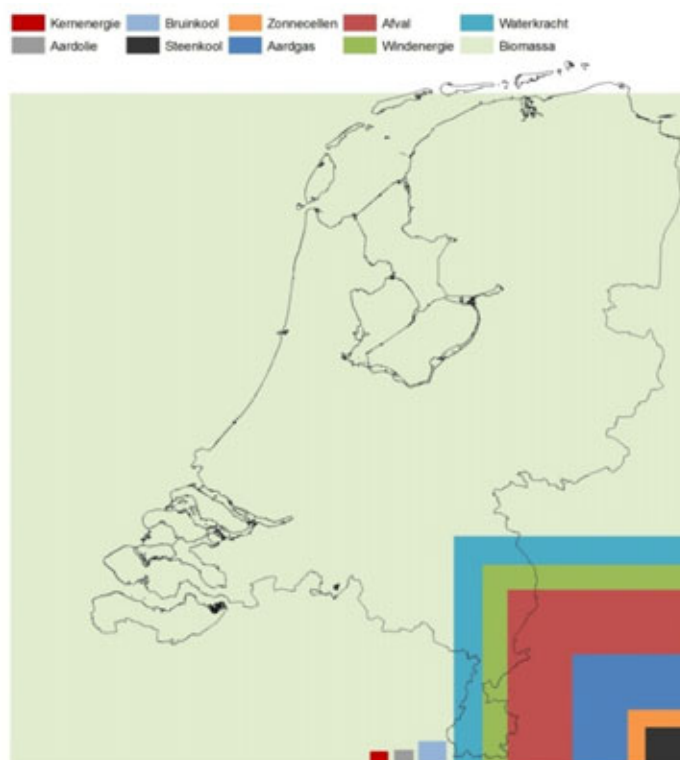 Kernenergie Bruinkool Zonnecellen Afval Waterkracht
Aardolie Steenkool Aardgas Windenergie Biomassa